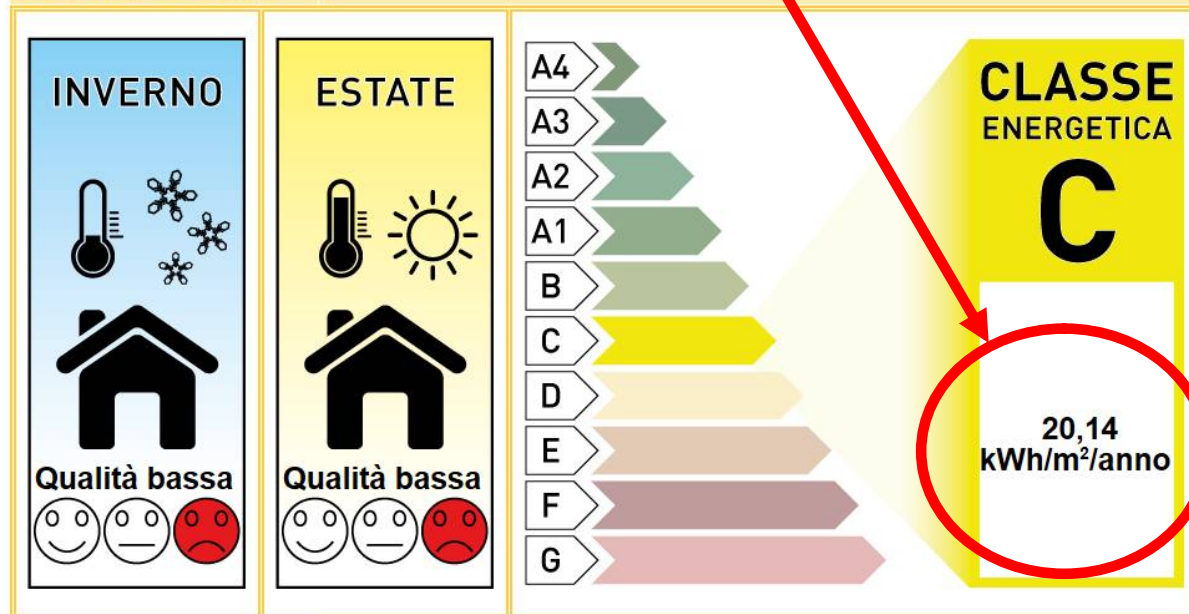 INVERNO
Qualità bassa
ESTATE
Qualità bassa
A4
A3
A2
A1
B
C
D
E
F
G
CLASSE
ENERGETICA
C
20,14
kWh/m²/anno